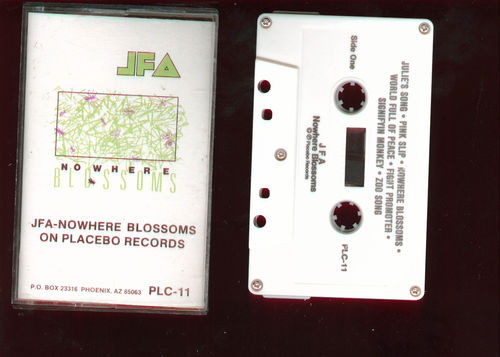 JFA
NOWHERE
BLOSSOMS
JFA-NOWHERE BLOSSOMS
ON PLACEBO RECORDS
P.O. BOX 23316 PHOENIX, AZ 85063 PLC-11
Side One
JULIE'S SONG • PINK SLIP • NOWHERE BLOSSOMS •
WORLD FULL OF PEACE • FIGHT PROMOTER •
SIGNIFYIN MONKEY • ZOO SONG
JFA
Nowhere Blossoms
© ℗ Placebo Records
PLC-11